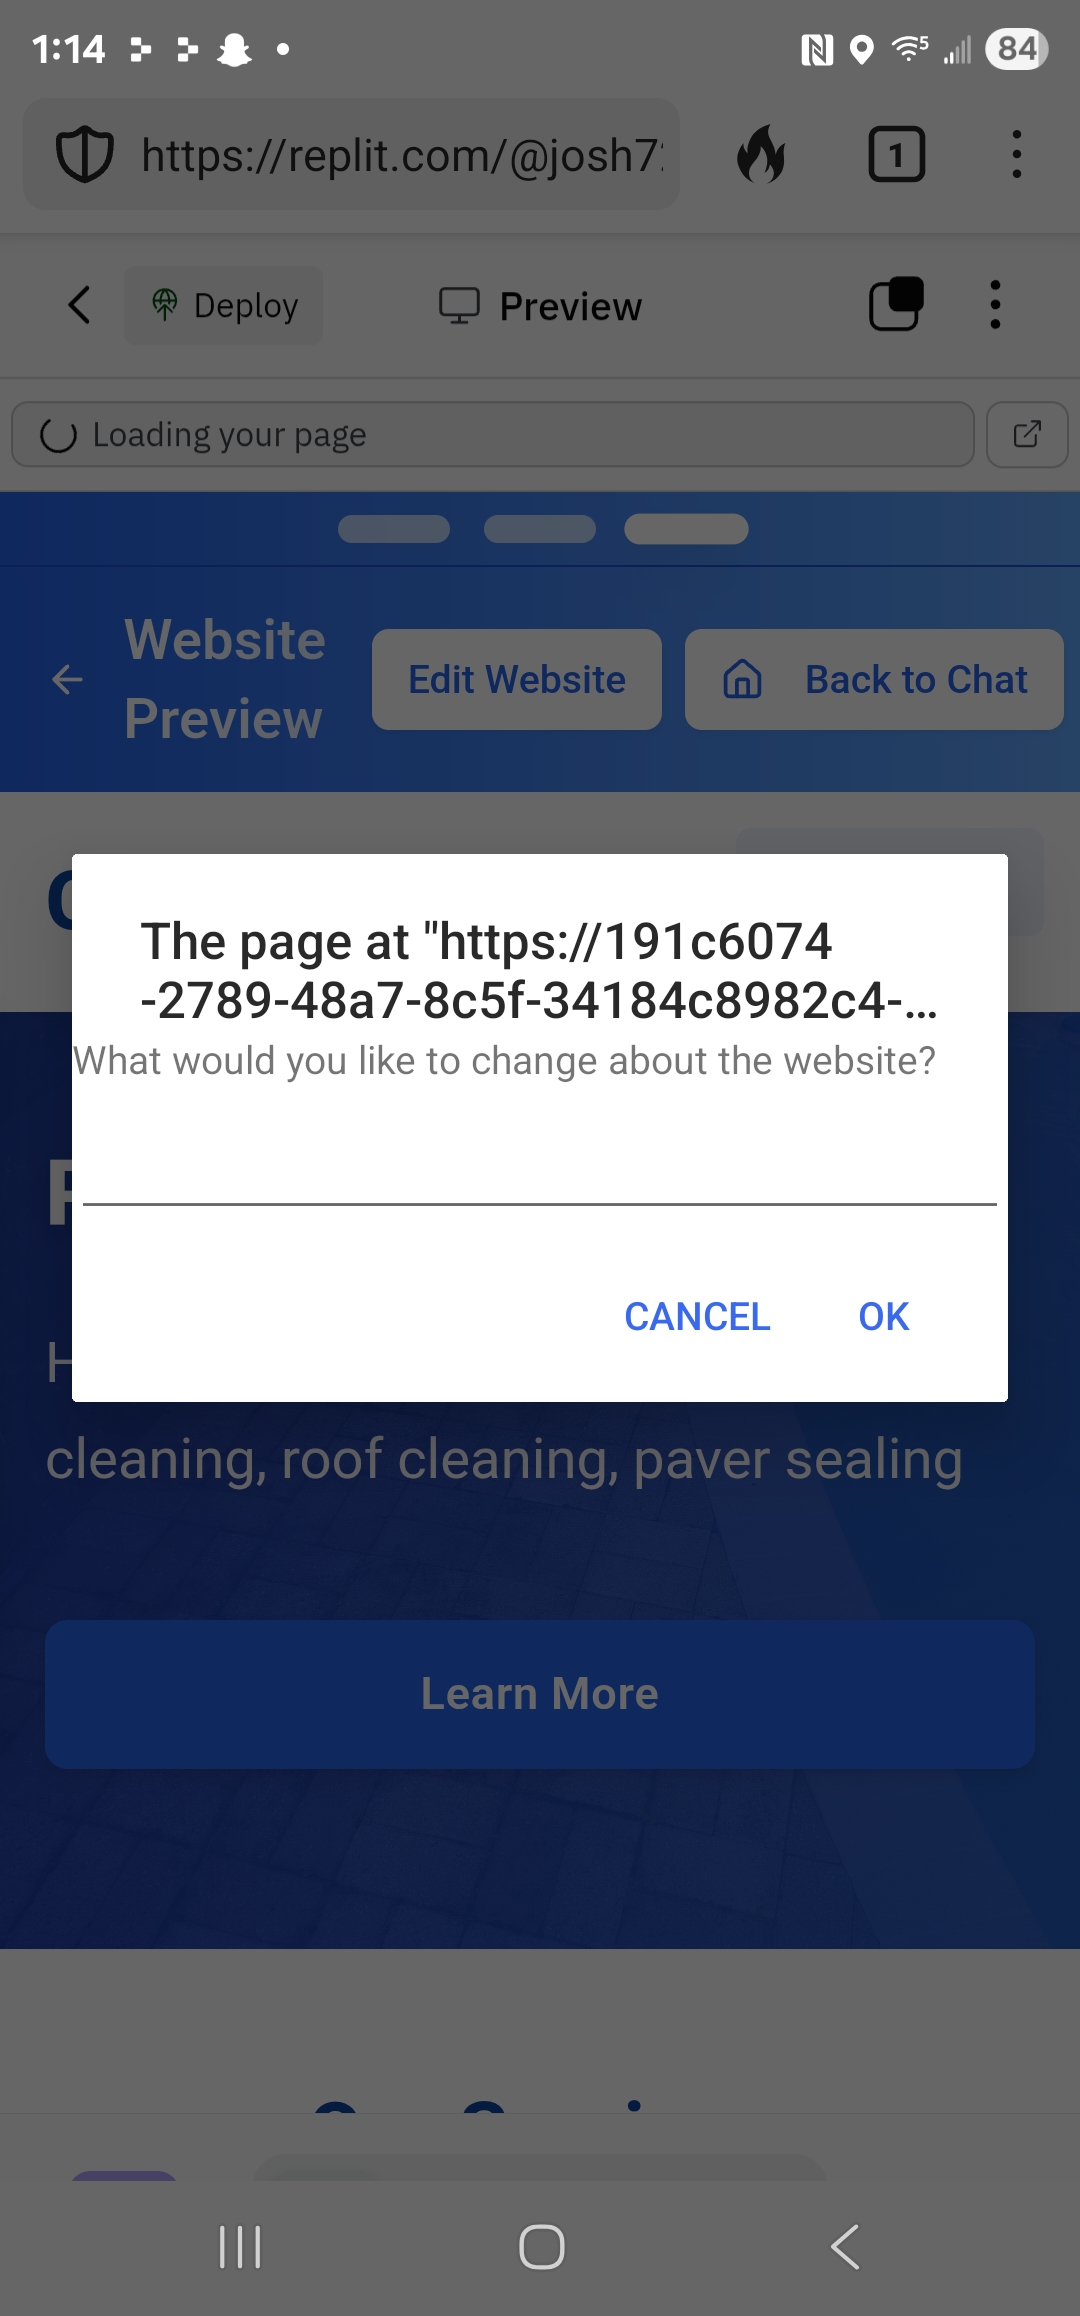 1:14
5
84
https://replit.com/@josh7
1
Deploy
Preview
Loading your page
Website
Preview
Edit Website
Back to Chat
The page at "https://191c6074
-2789-48a7-8c5f-34184c8982c4-…
What would you like to change about the website?
CANCEL
OK
cleaning, roof cleaning, paver sealing
Learn More